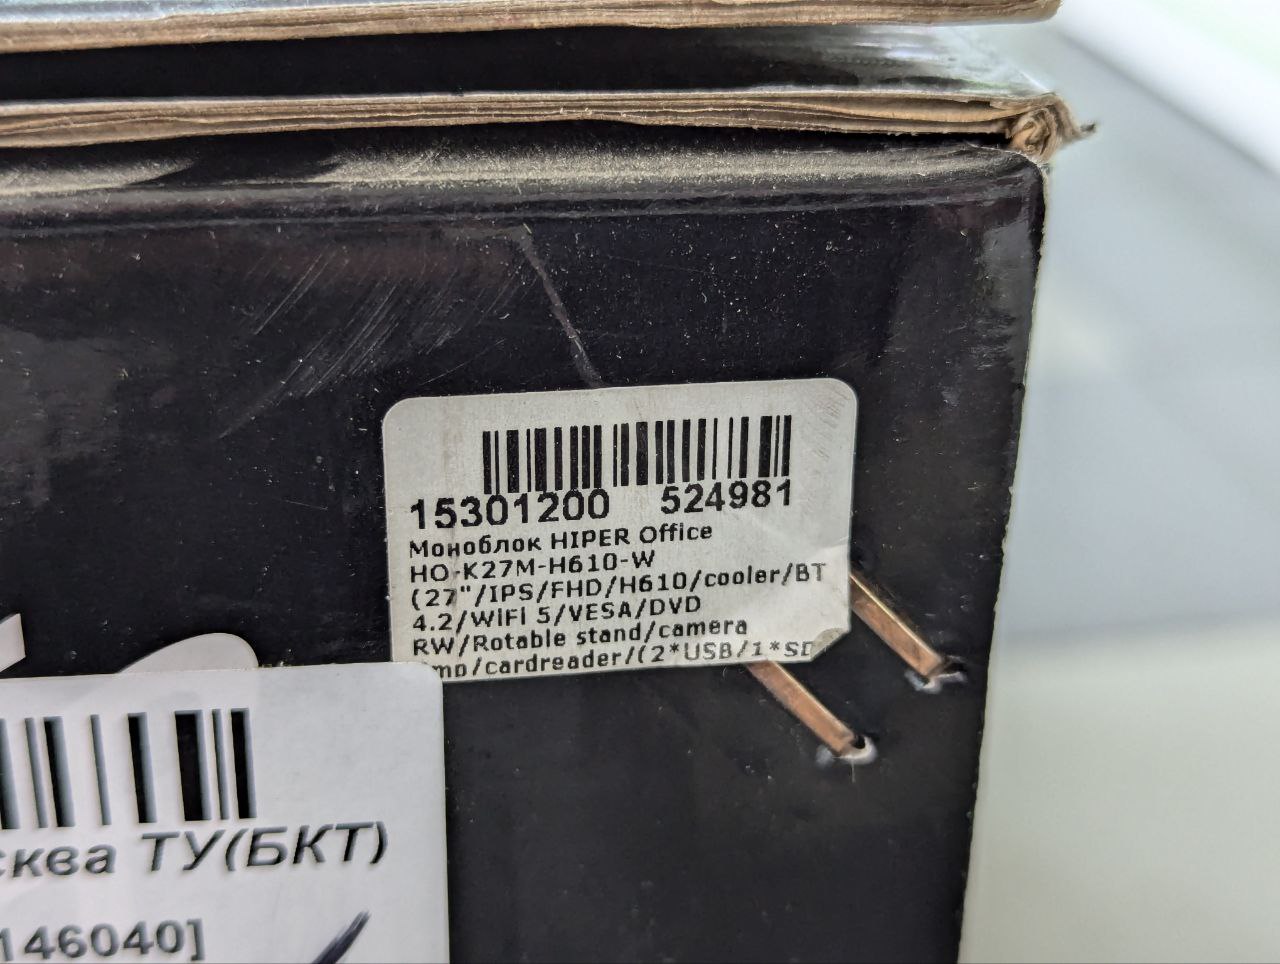 15301200 524981
Моноблок HIPER Office
HO-K27M-H610-W
(27"/IPS/FHD/H610/cooler/BT
4.2/WiFi 5/VESA/DVD
RW/Rotable stand/camera
/cardreader/(2*USB/1*SD
ТУ(БКТ)
146040]